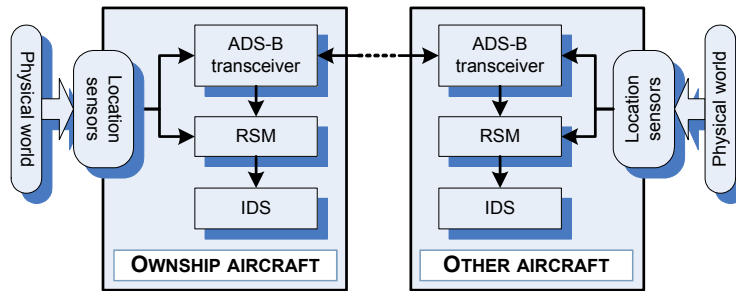 Physical world
Location
sensors
ADS-B
transceiver
RSM
IDS
OWNSHIP AIRCRAFT
ADS-B
transceiver
RSM
IDS
OTHER AIRCRAFT
Location
sensors
Physical world